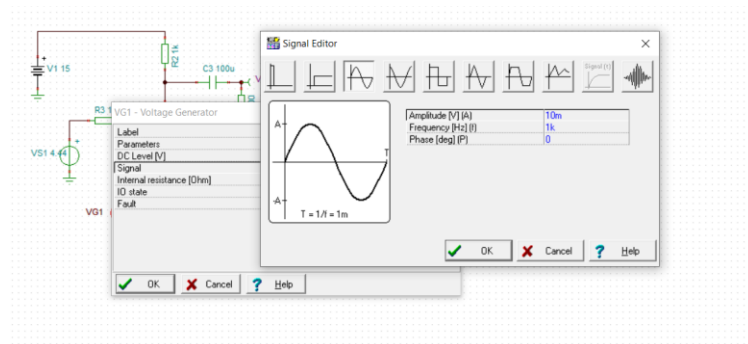 Signal Editor
V1 15
R2 1k
C3 100u
Signal (t)
R3 1
VG1 - Voltage Generator
Label
Parameters
DC Level [V]
Signal
Internal resistance [Ohm]
IO state
Fault
VS1 4.44
VG1
A
T
-A
T = 1/f = 1m
Amplitude [V] (A) 10m
Frequency [Hz] (f) 1k
Phase [deg] (P) 0
OK Cancel ? Help
OK Cancel ? Help